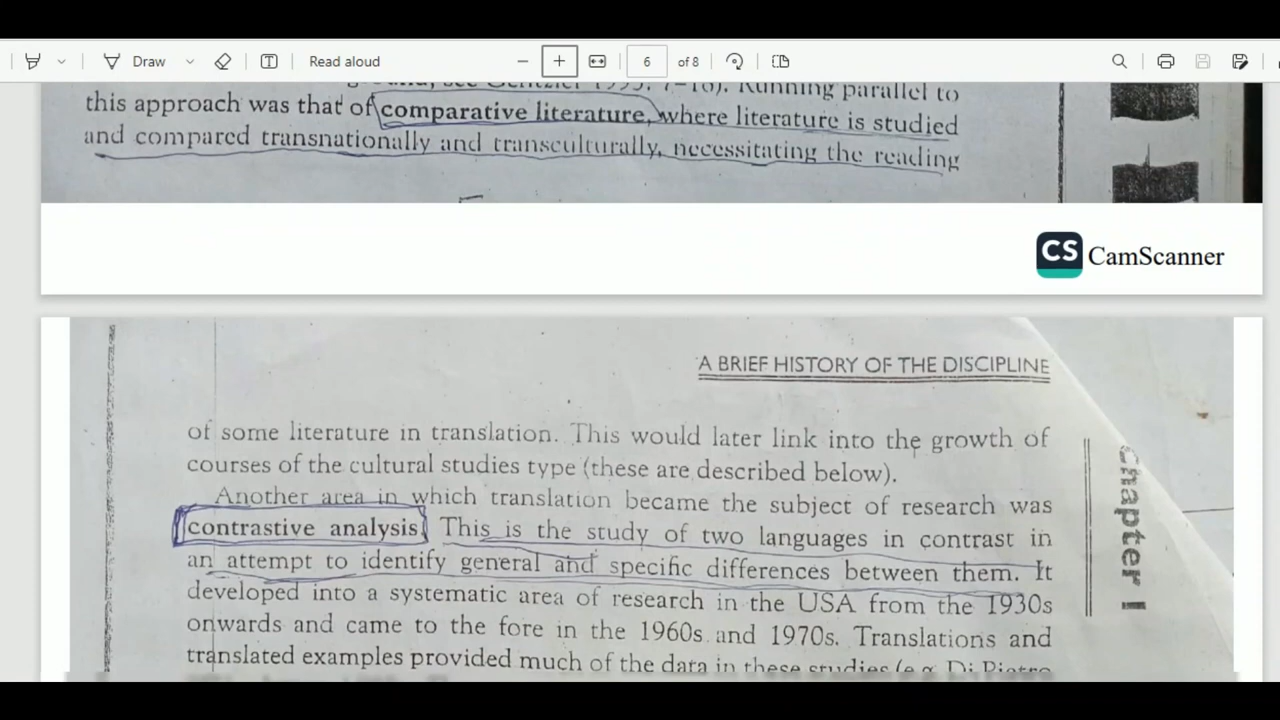 Draw
Read aloud
6
of 8
this approach was that of comparative literature, where literature is studied
and compared transnationally and transculturally, necessitating the reading
CS CamScanner
A BRIEF HISTORY OF THE DISCIPLINE
of some literature in translation. This would later link into the growth of
courses of the cultural studies type (these are described below).
Another area in which translation became the subject of research was
contrastive analysis. This is the study of two languages in contrast in
an attempt to identify general and specific differences between them. It
developed into a systematic area of research in the USA from the 1930s
onwards and came to the fore in the 1960s and 1970s. Translations and
translated examples provided much of the data in these studies (e.g. Di Pietro
Chapter 1